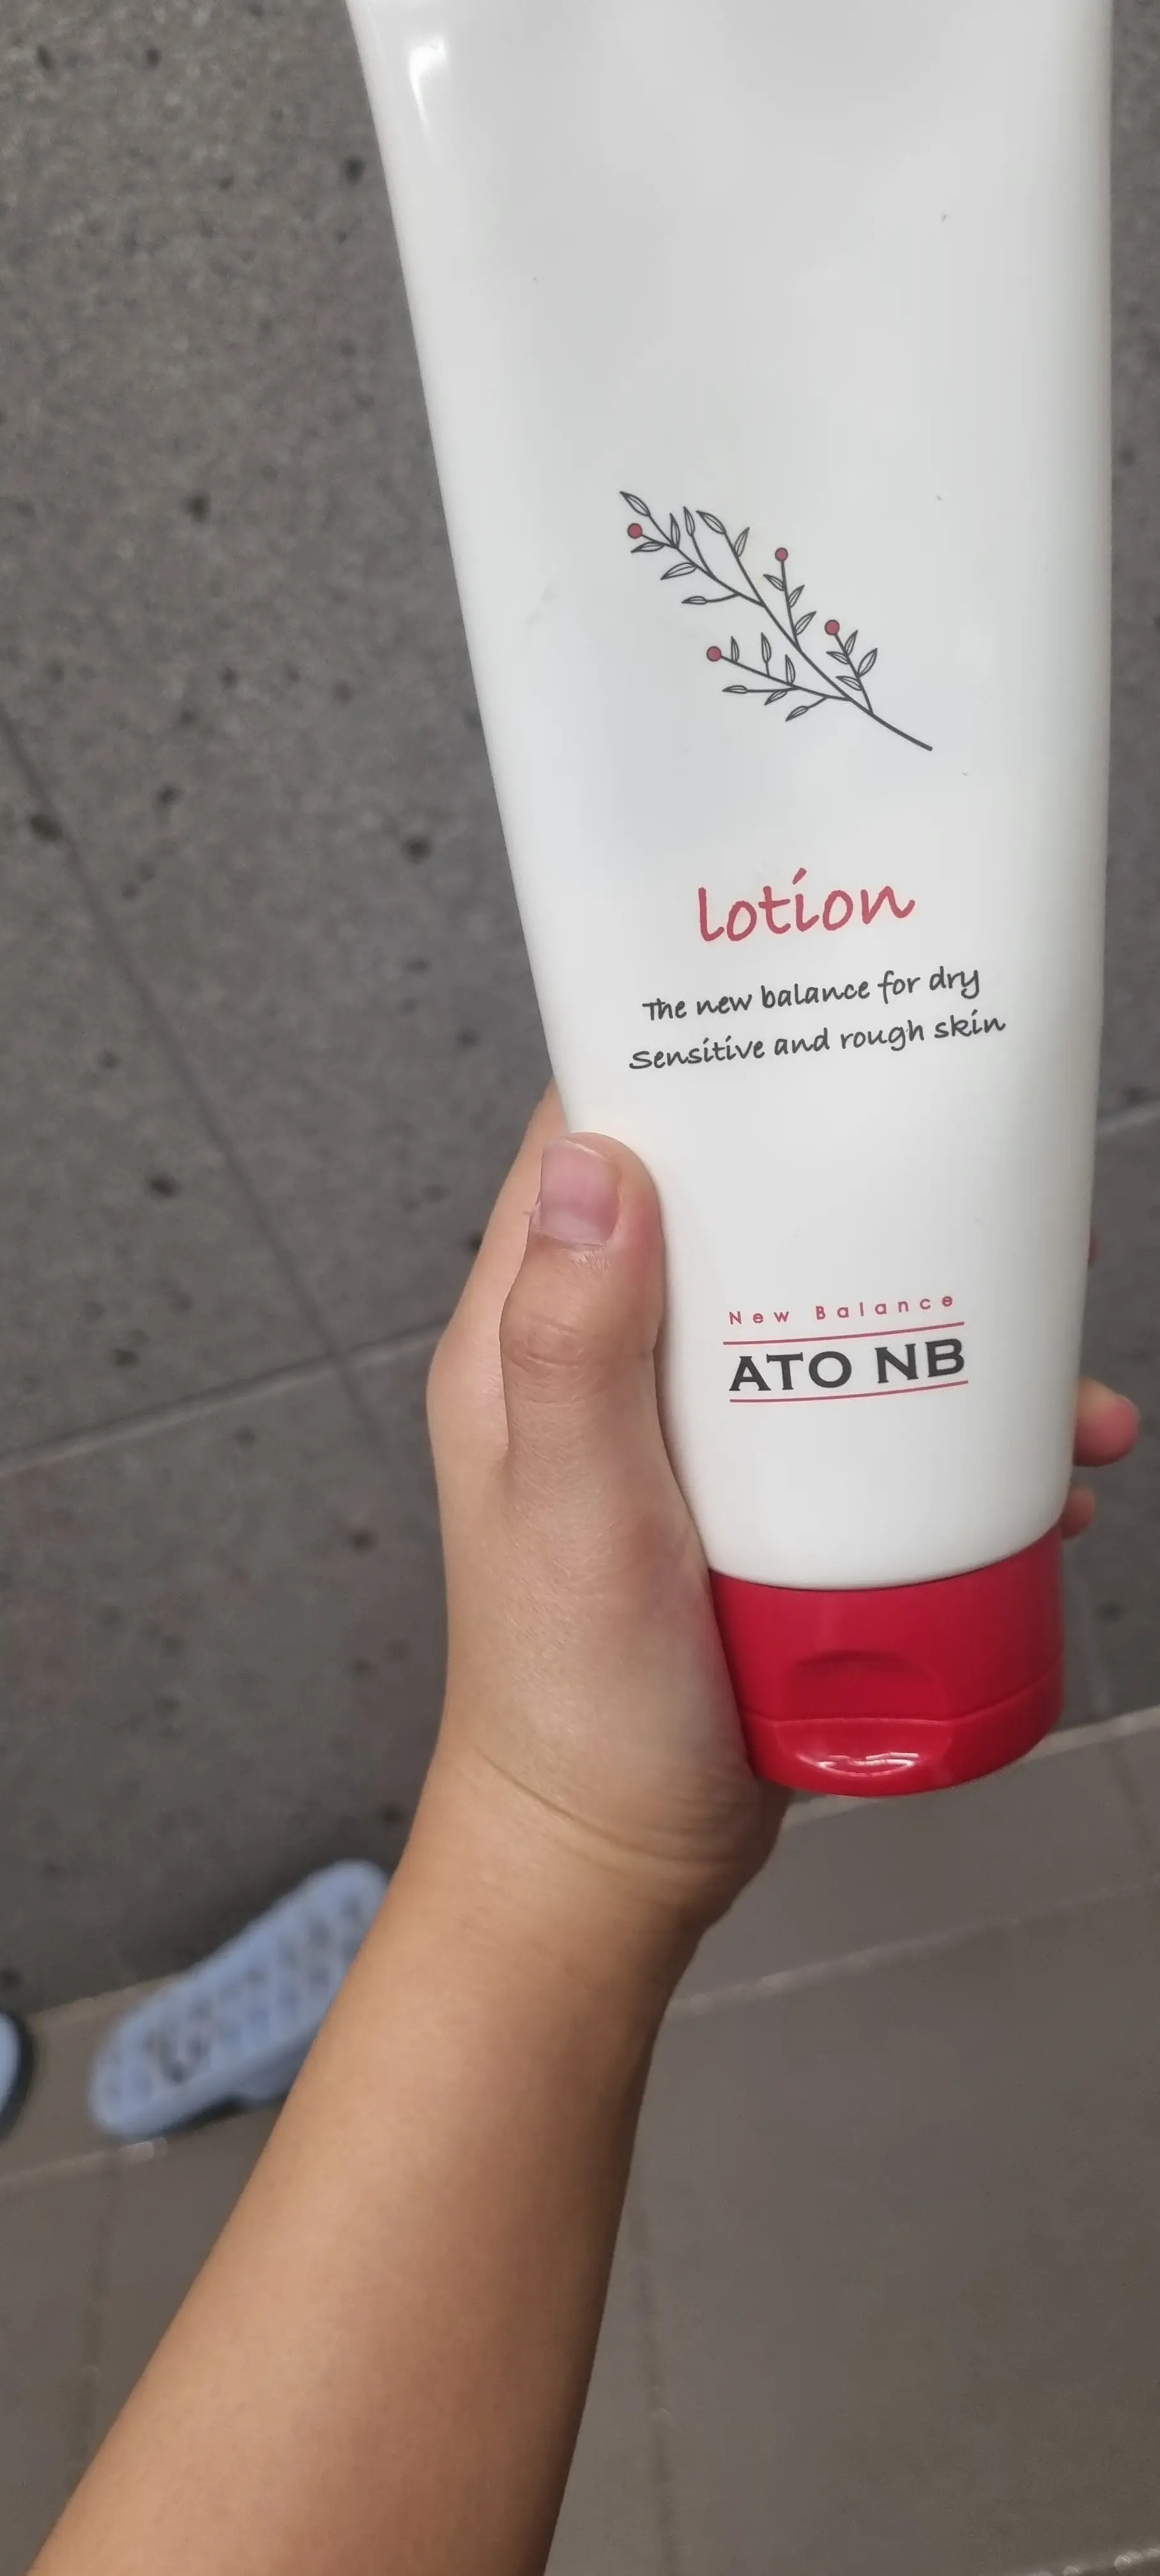 lotion
The new balance for dry
Sensitive and rough skin
New Balance
ATO NB